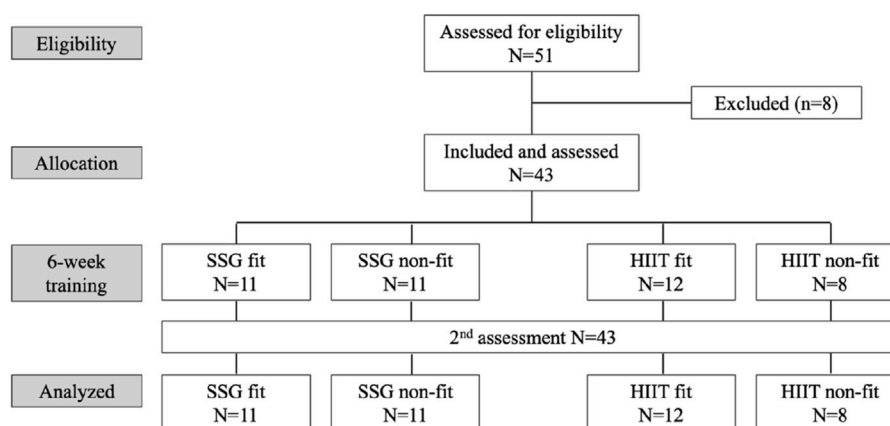 Eligibility
Assessed for eligibility
N=51
Excluded (n=8)
Allocation
Included and assessed
N=43
6-week
training
SSG fit
N=11
SSG non-fit
N=11
HIIT fit
N=12
HIIT non-fit
N=8
2nd assessment N=43
Analyzed
SSG fit
N=11
SSG non-fit
N=11
HIIT fit
N=12
HIIT non-fit
N=8